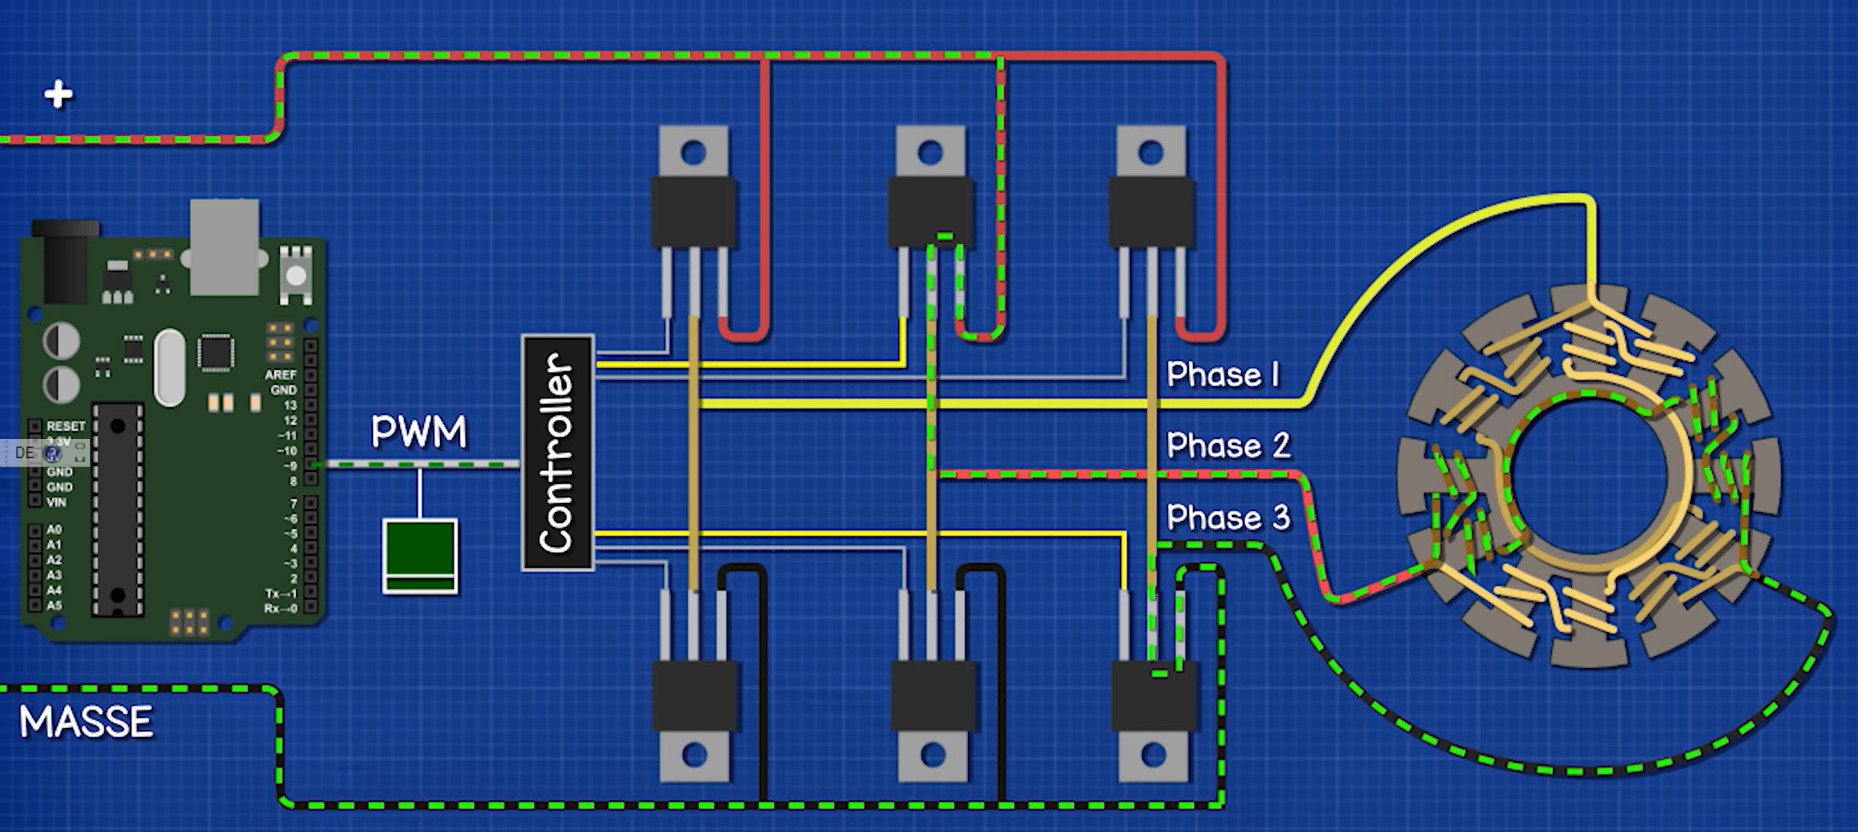 +
PWM
Controller
Phase 1
Phase 2
Phase 3
MASSE
RESET
3.3V
DE
GND
GND
VIN
A0
A1
A2
A3
A4
A5
AREF
GND
13
12
~11
~10
~9
8
7
~6
~5
4
~3
2
Tx→1
Rx→0